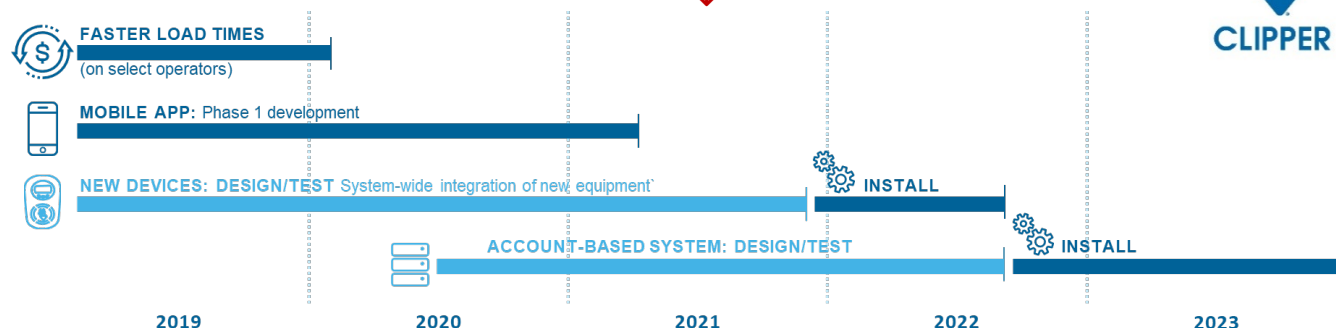 FASTER LOAD TIMES
$
(on select operators)
CLIPPER
MOBILE APP: Phase 1 development
NEW DEVICES: DESIGN/TEST System-wide integration of new equipment`
INSTALL
ACCOUNT-BASED SYSTEM: DESIGN/TEST
INSTALL
2019 2020 2021 2022 2023